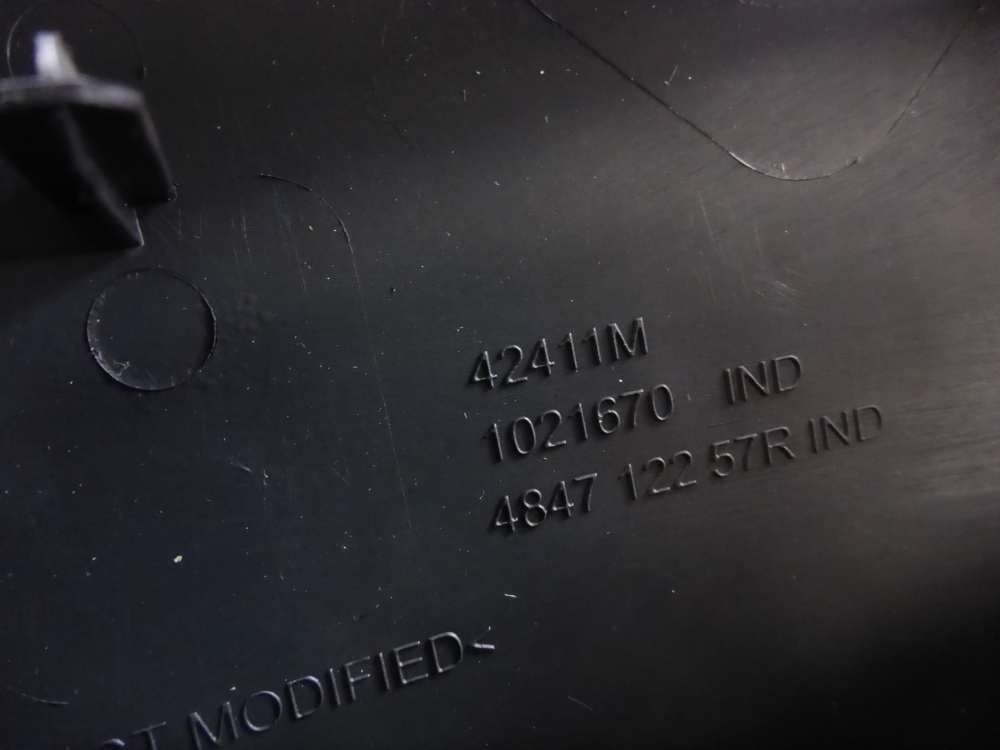 42411M
1021670 IND
4847 122 57R IND
MODIFIED<